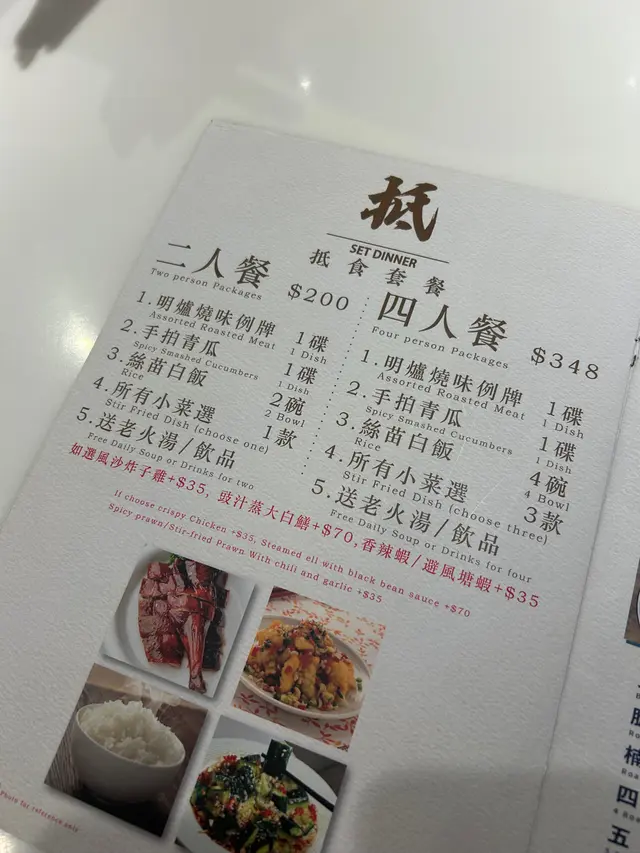 抵
SET DINNER
抵食套餐
二人餐 $200
Two person Packages
1.明爐燒味例牌 1碟
Assorted Roasted Meat 1 Dish
2.手拍青瓜 1碟
Spicy Smashed Cucumbers 1 Dish
3.絲苗白飯 2碗
Rice 2 Bowl
4.所有小菜選 1款
Stir Fried Dish (choose one)
5.送老火湯/飲品
Free Daily Soup or Drinks for two
四人餐 $348
Four person Packages
1.明爐燒味例牌 1碟
Assorted Roasted Meat 1 Dish
2.手拍青瓜 1碟
Spicy Smashed Cucumbers 1 Dish
3.絲苗白飯 4碗
Rice 4 Bowl
4.所有小菜選 3款
Stir Fried Dish (choose three)
5.送老火湯/飲品
Free Daily Soup or Drinks for four
如選風沙炸子雞+$35, 豉汁蒸大白鱔+$70,香辣蝦/避風塘蝦+$35
If choose crispy Chicken +$35, Steamed ell with black bean sauce +$70
Spicy prawn/Stir-fried Prawn With chili and garlic +$35
Photo for reference only
楠
四
五